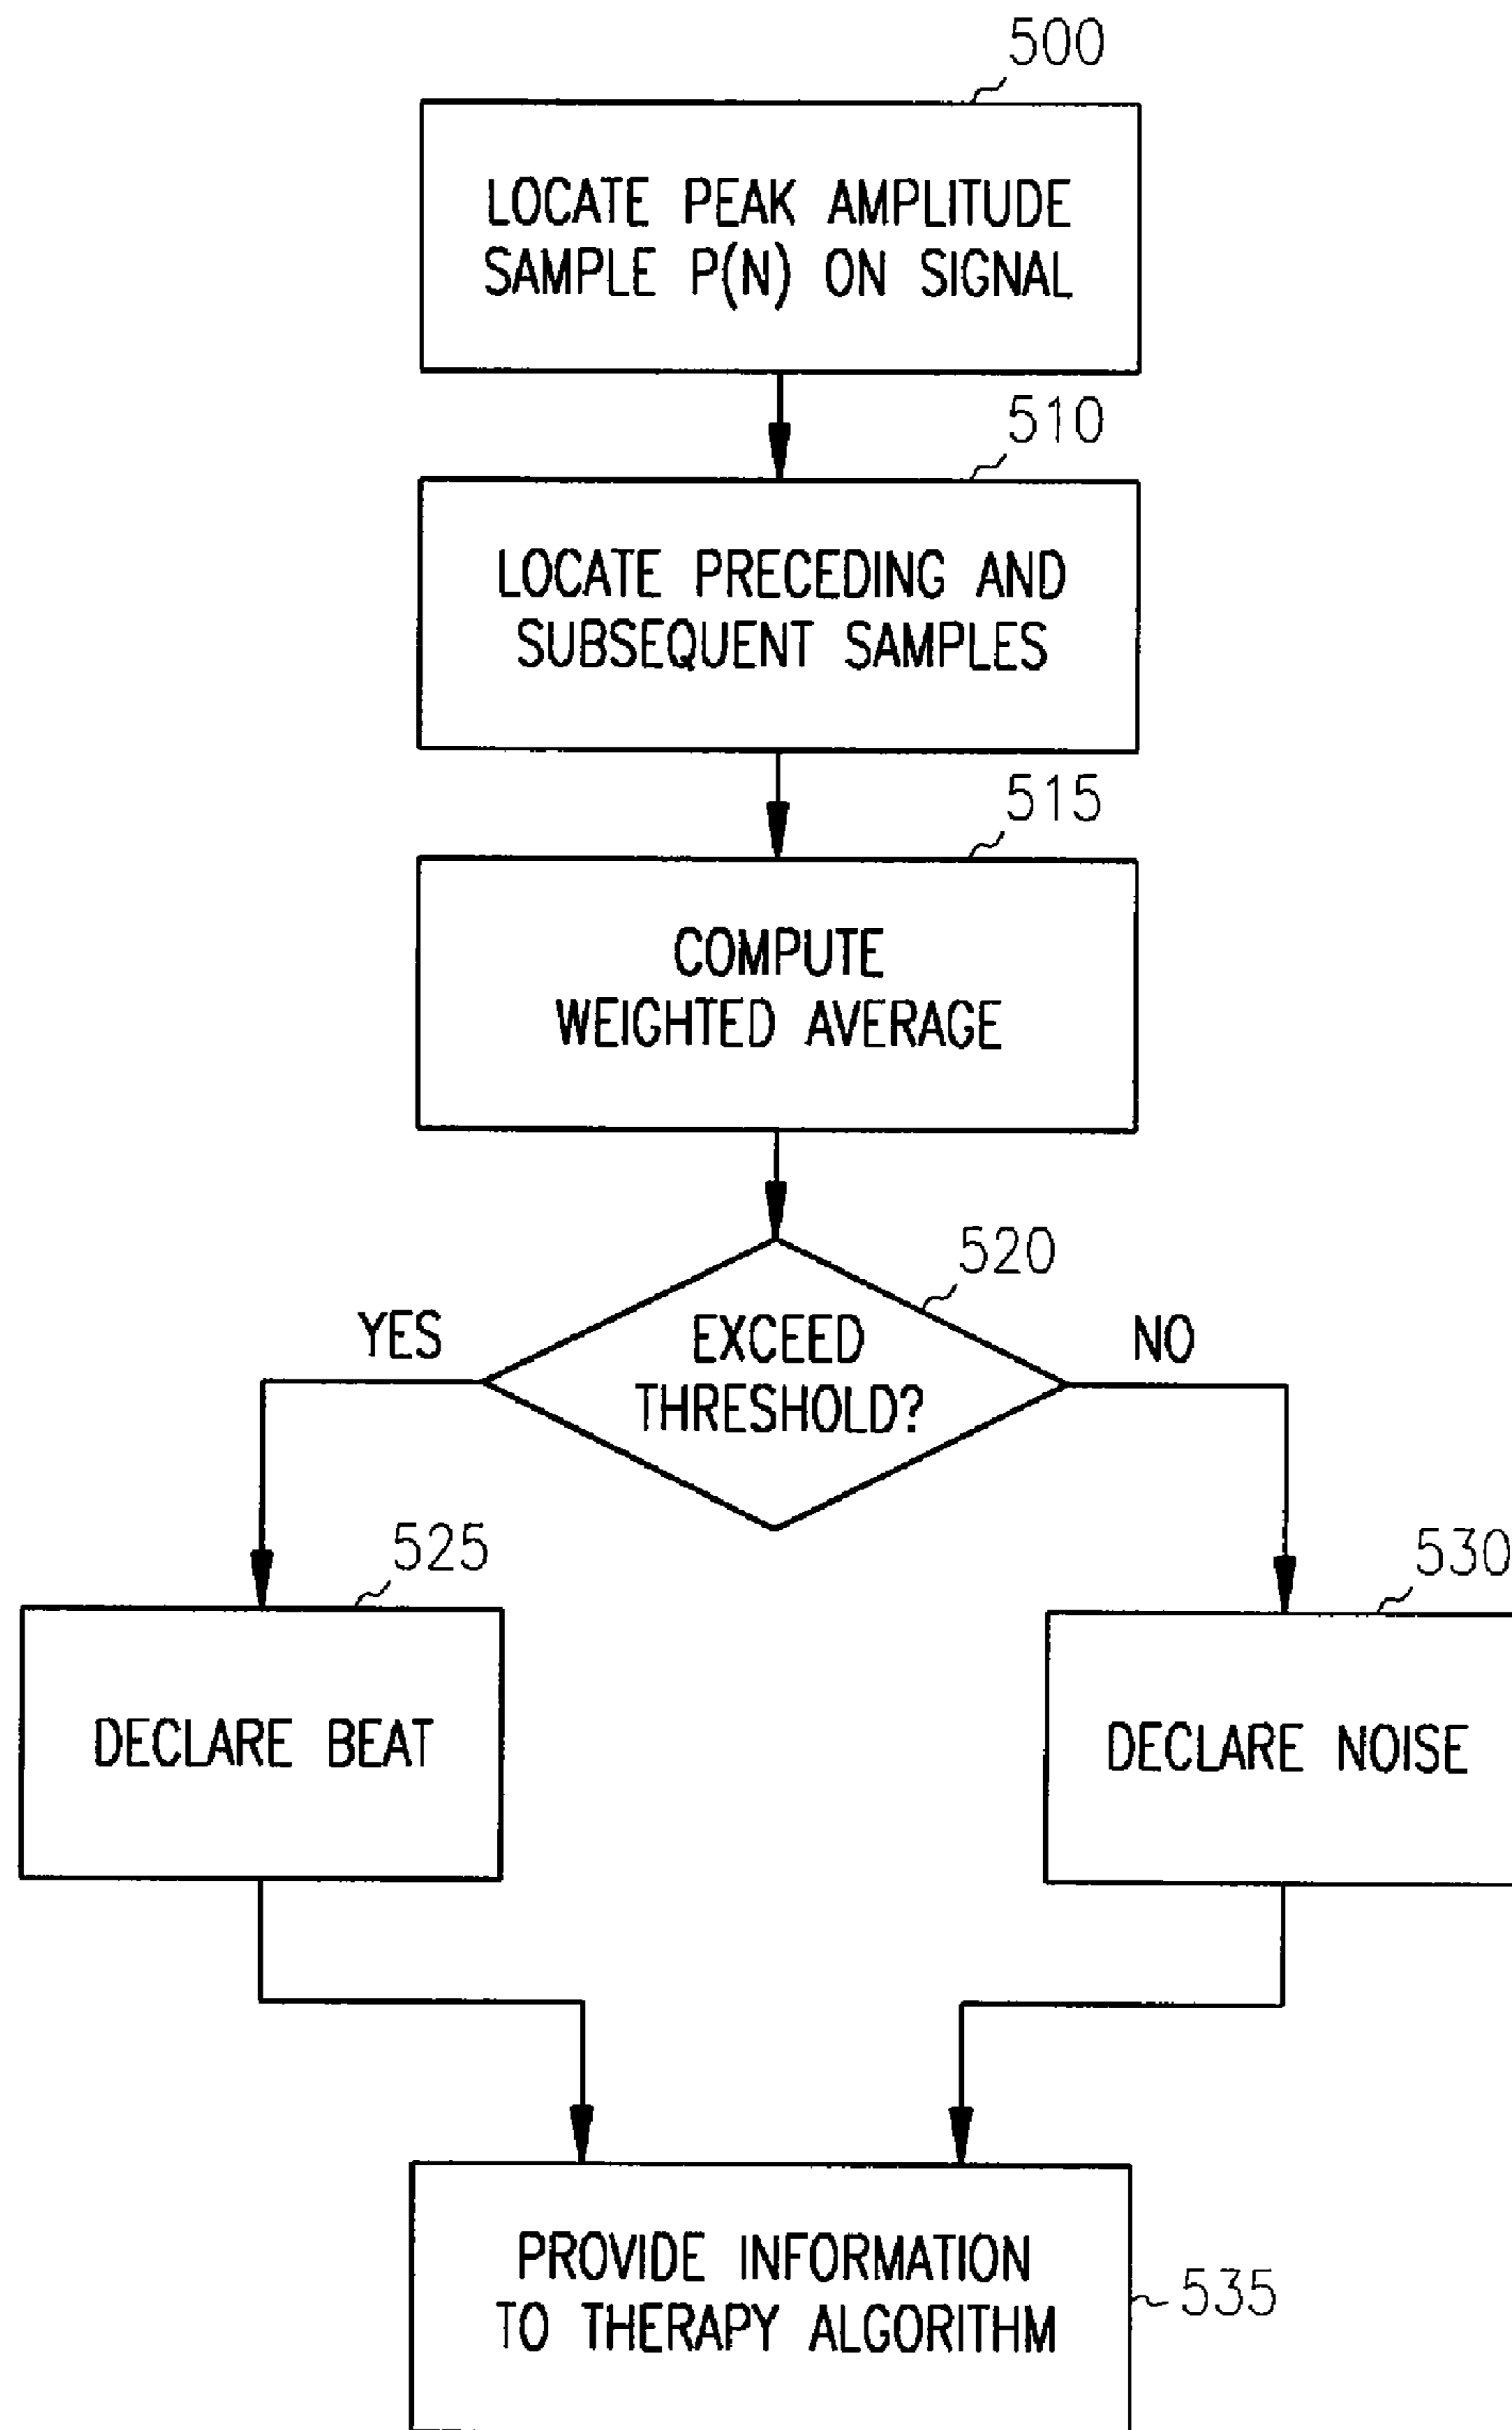 500
LOCATE PEAK AMPLITUDE
SAMPLE P(N) ON SIGNAL
510
LOCATE PRECEDING AND
SUBSEQUENT SAMPLES
515
COMPUTE
WEIGHTED AVERAGE
520
YES
EXCEED
THRESHOLD?
NO
525
530
DECLARE BEAT
DECLARE NOISE
PROVIDE INFORMATION
TO THERAPY ALGORITHM
535